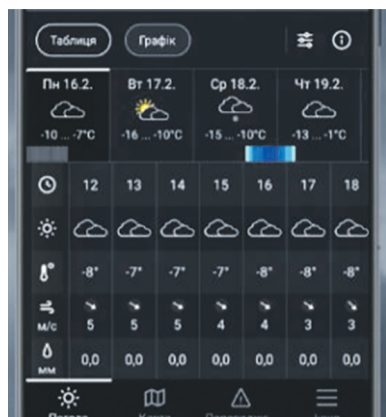 Таблиця Графік
Пн 16.2. Вт 17.2. Ср 18.2. Чт 19.2.
-10 ... -7°C -16 ... -10°C -15 ... -10°C -13 ... -1°C
12 13 14 15 16 17 18
-8° -7° -7° -7° -8° -8° -8°
м/с 5 5 5 4 4 3 3
мм 0,0 0,0 0,0 0,0 0,0 0,0 0,0